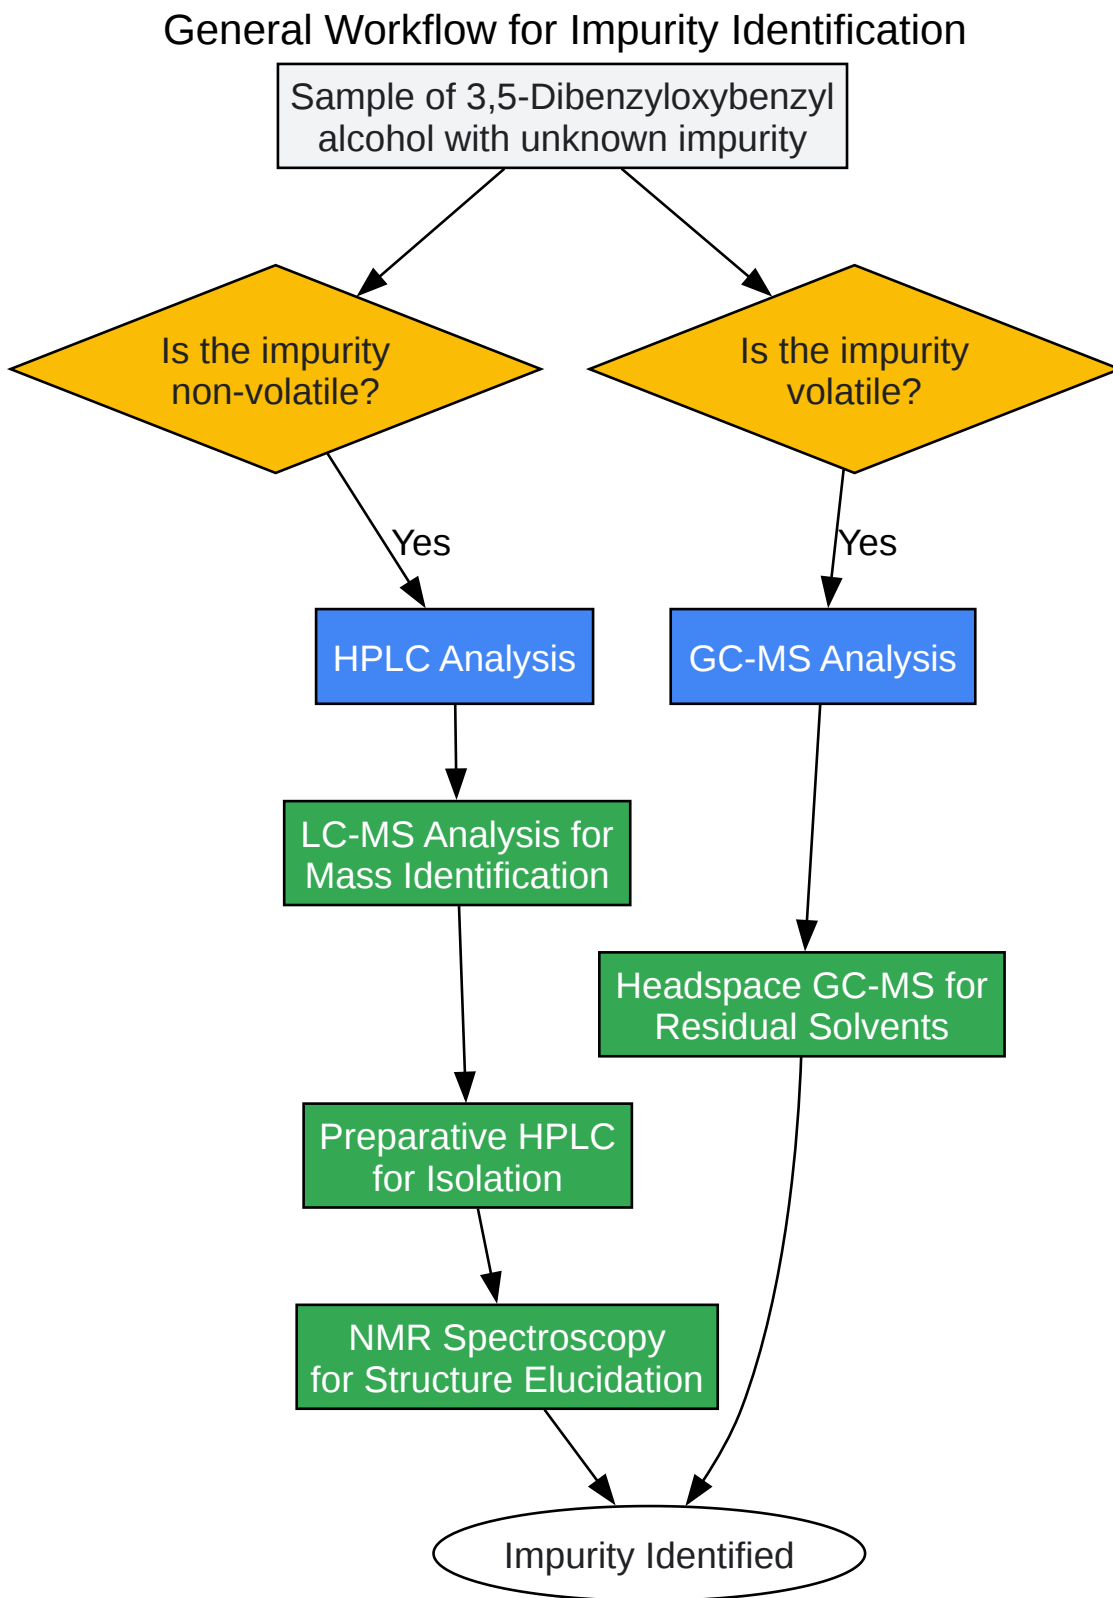 General Workflow for Impurity Identification
Sample of 3,5-Dibenzyloxybenzyl
alcohol with unknown impurity
Is the impurity
non-volatile?
Is the impurity
volatile?
Yes
Yes
HPLC Analysis
GC-MS Analysis
LC-MS Analysis for
Mass Identification
Headspace GC-MS for
Residual Solvents
Preparative HPLC
for Isolation
NMR Spectroscopy
for Structure Elucidation
Impurity Identified